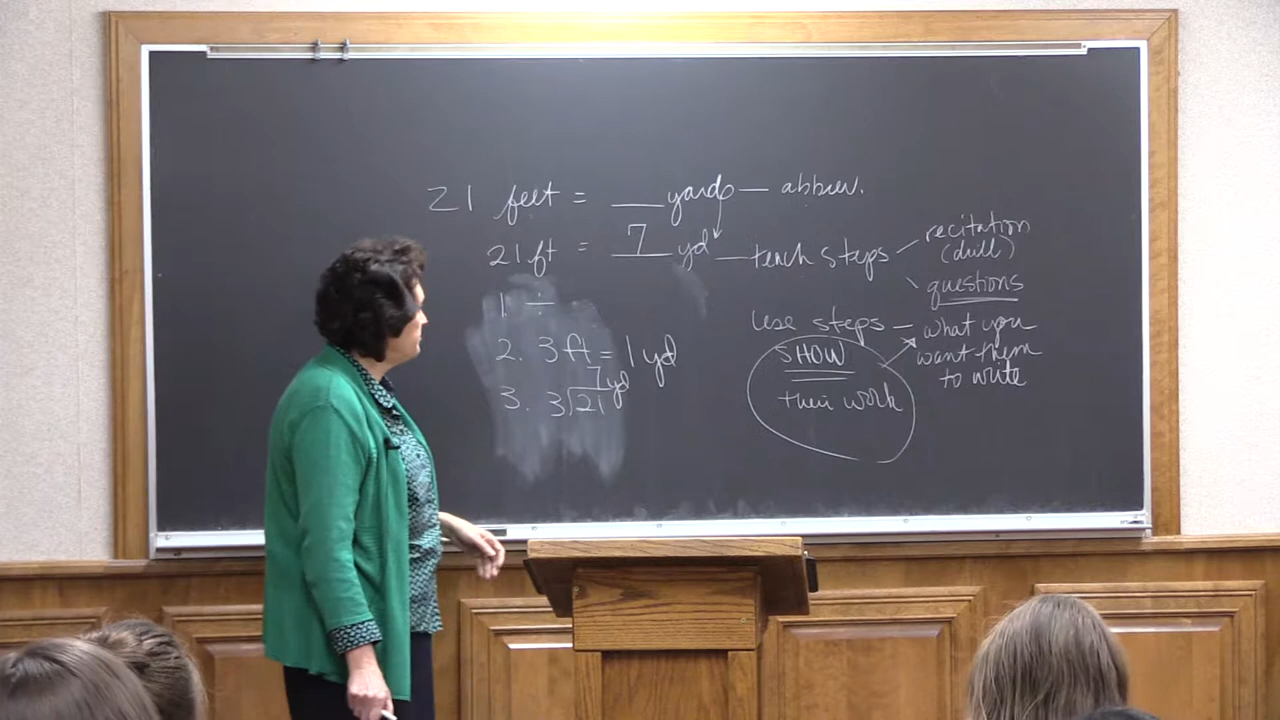 21 feet = ___ yards — abbrev.
21 ft = 7 yd — teach steps
recitation
(drill)
questions
1 ÷
2. 3 ft = 1 yd
7 yd
3. 3)21
Use steps — what you
want them
to write
SHOW
their work